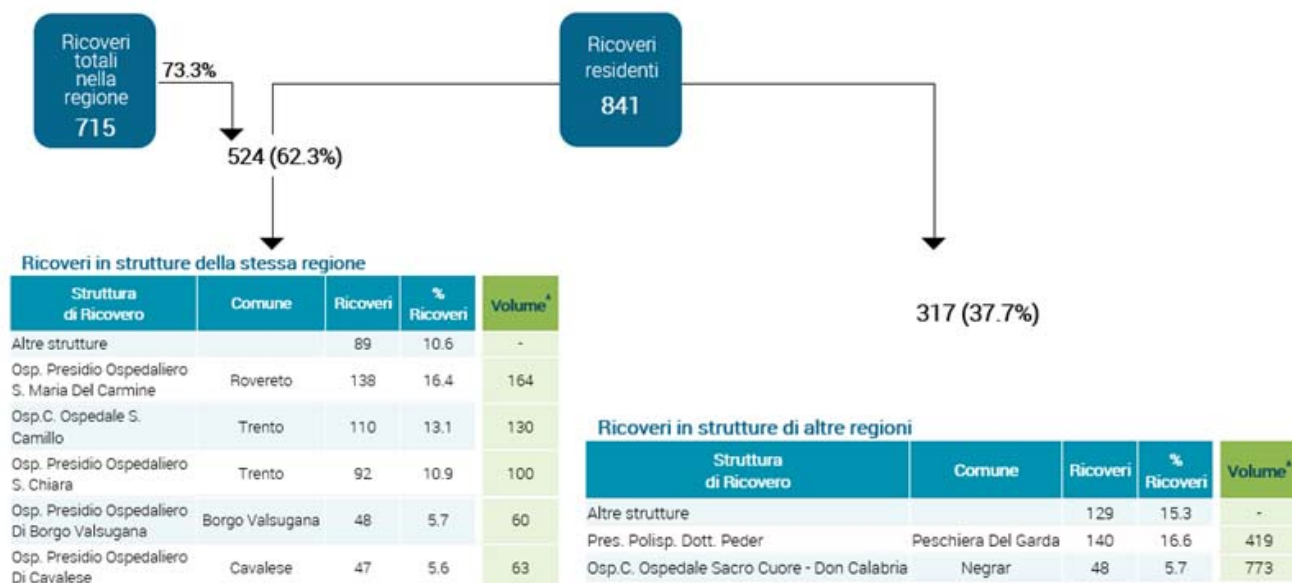 Ricoveri
totali
nella
regione
715
73.3%
Ricoveri
residenti
841
524 (62.3%)
317 (37.7%)
Ricoveri in strutture della stessa regione
Struttura di Ricovero Comune Ricoveri % Ricoveri Volume*
Altre strutture 89 10.6 -
Osp. Presidio Ospedaliero
S. Maria Del Carmine Rovereto 138 16.4 164
Osp.C. Ospedale S.
Camillo Trento 110 13.1 130
Osp. Presidio Ospedaliero
S. Chiara Trento 92 10.9 100
Osp. Presidio Ospedaliero
Di Borgo Valsugana Borgo Valsugana 48 5.7 60
Osp. Presidio Ospedaliero
Di Cavalese Cavalese 47 5.6 63
Ricoveri in strutture di altre regioni
Struttura di Ricovero Comune Ricoveri % Ricoveri Volume*
Altre strutture 129 15.3 -
Pres. Polisp. Dott. Peder Peschiera Del Garda 140 16.6 419
Osp.C. Ospedale Sacro Cuore - Don Calabria Negrar 48 5.7 773